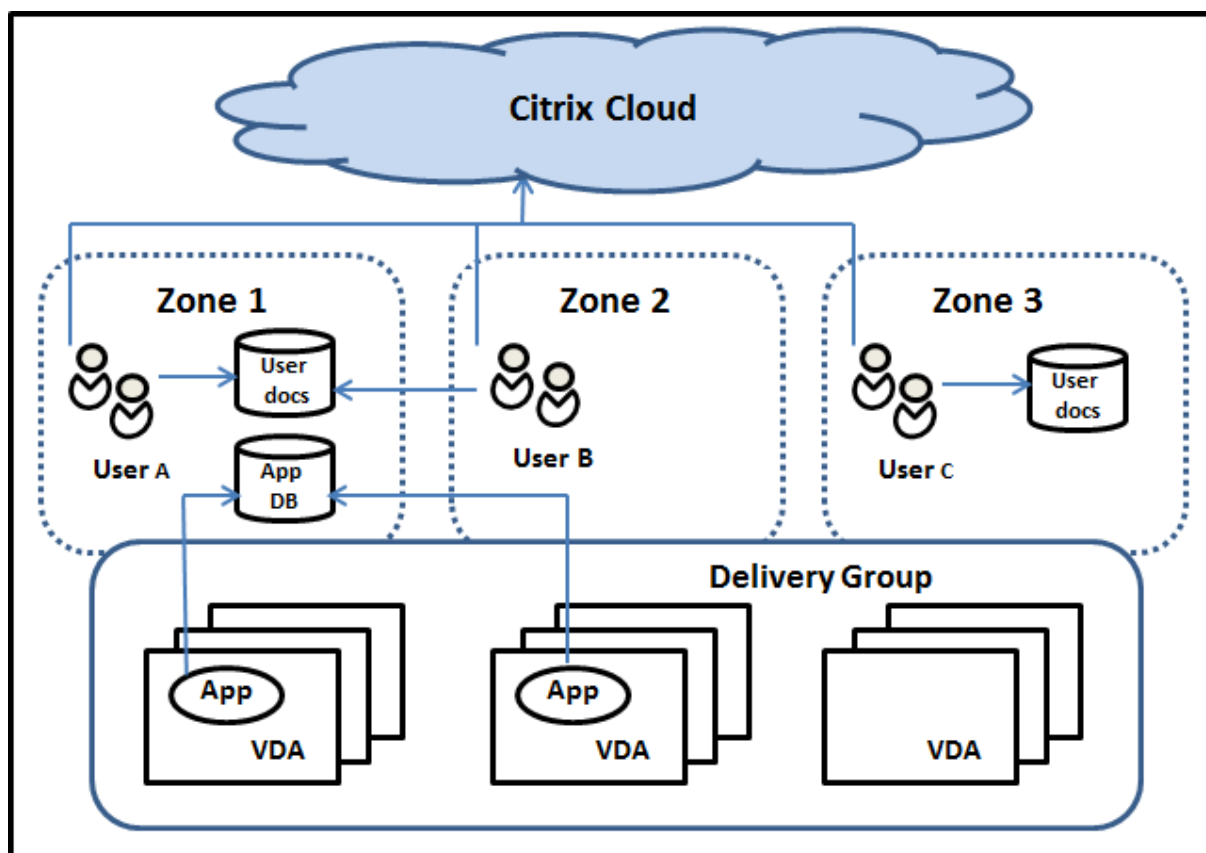 Citrix Cloud
Zone 1
Zone 2
Zone 3
User
docs
User
docs
User A
User B
User C
App
DB
Delivery Group
App
VDA
App
VDA
VDA